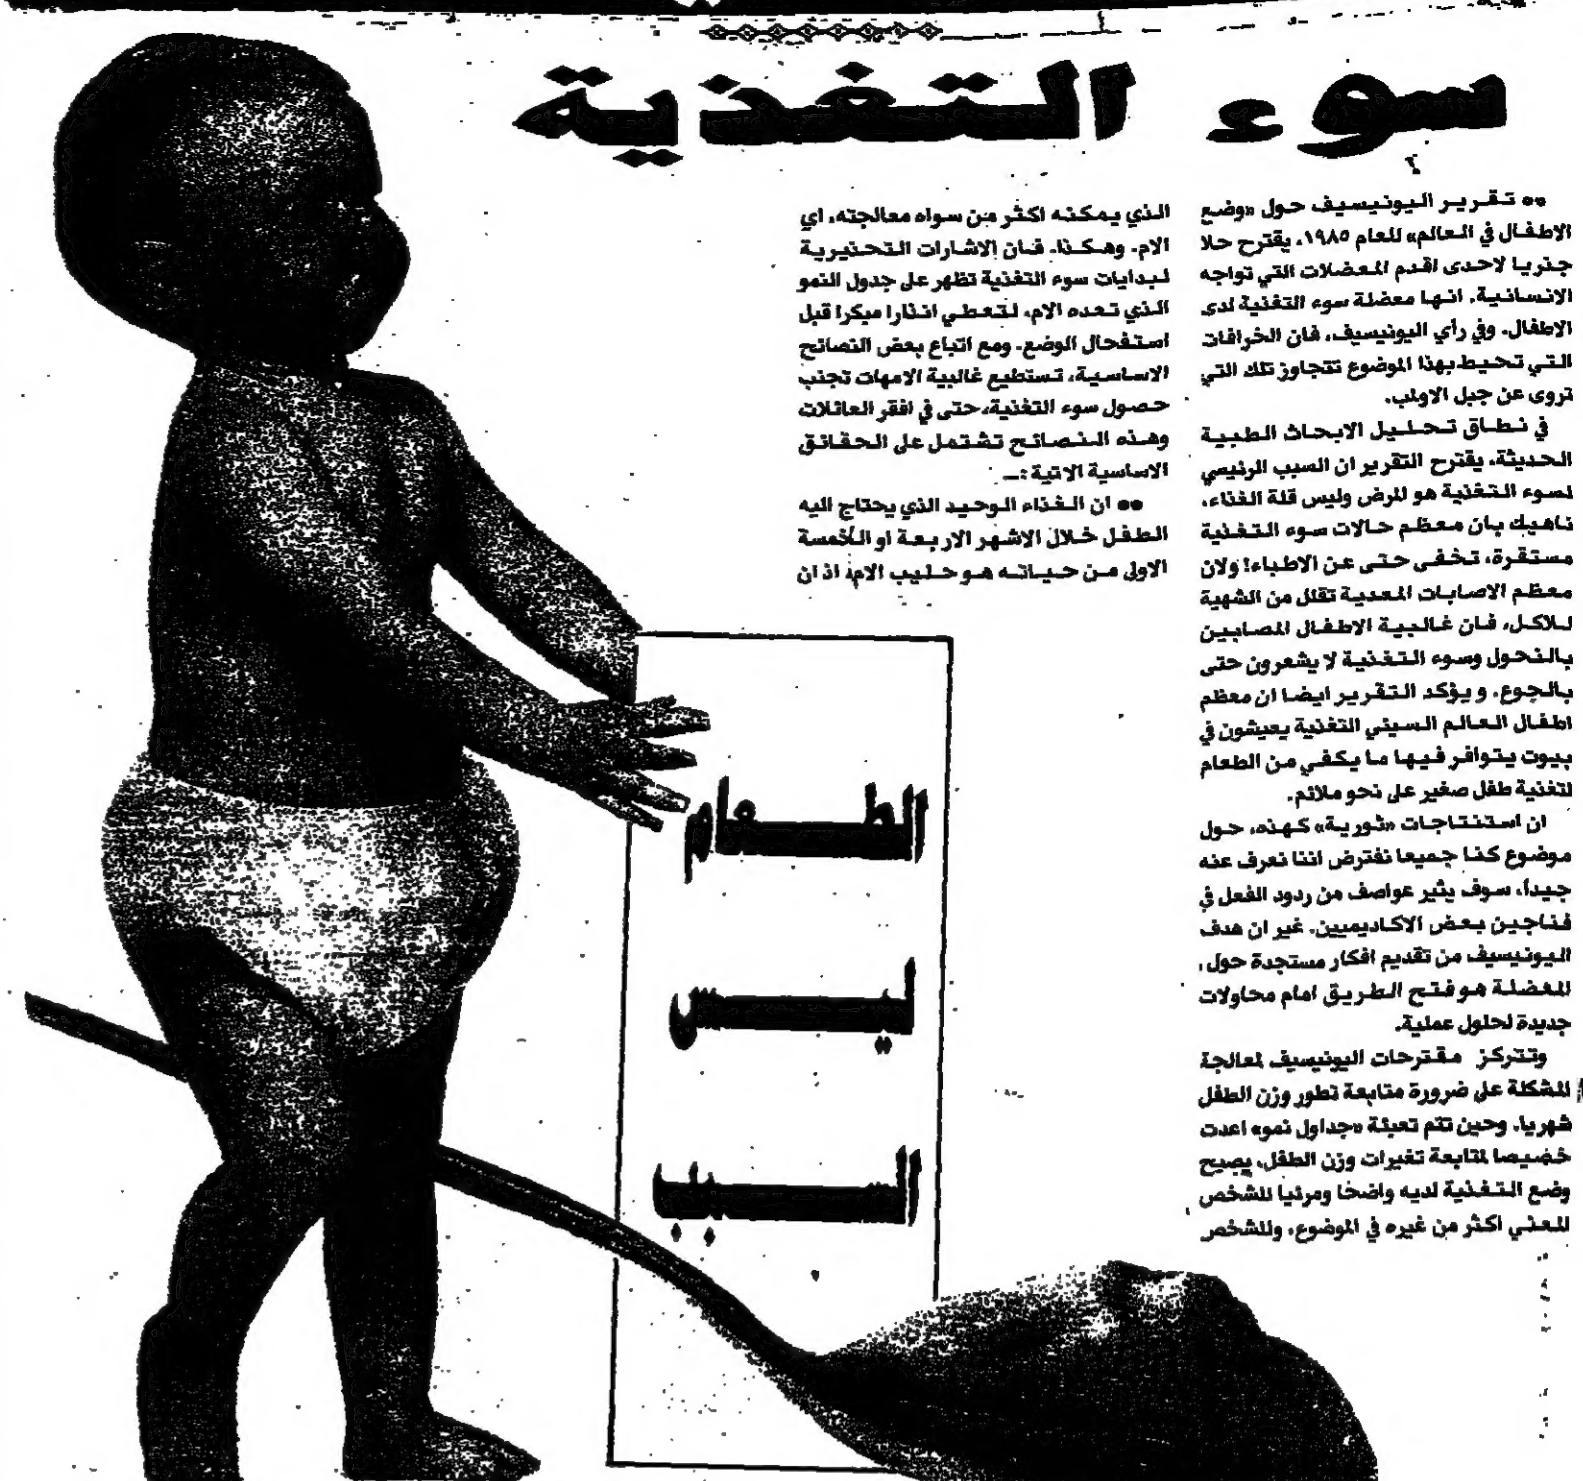 سوء التغذية
●● تقرير اليونيسيف حول «وضع
الاطفال في العالم» للعام ١٩٨٥، يقترح حلا
جذريا لاحدى اقدم المعضلات التي تواجه
الانسانية. انها معضلة سوء التغذية لدى
الاطفال. وفي رأي اليونيسيف، فان الخرافات
التي تحيط بهذا الموضوع تتجاوز تلك التي
تروى عن جبل الاولمب.
في نطاق تحليل الابحاث الطبية
الحديثة، يقترح التقرير ان السبب الرئيسي
لسوء التغذية هو المرض وليس قلة الغذاء،
ناهيك بان معظم حالات سوء التغذية
مستقرة، تخفى حتى عن الاطباء! ولان
معظم الاصابات المعدية تقلل من الشهية
للاكل، فان غالبية الاطفال المصابين
بالنحول وسوء التغذية لا يشعرون حتى
بالجوع. و يؤكد التقرير ايضا ان معظم
اطفال العالم السيئي التغذية يعيشون في
بيوت يتوافر فيها ما يكفي من الطعام
لتغذية طفل صغير على نحو ملائم.
ان استنتاجات «ثورية» كهذه، حول
موضوع كنا جميعا نفترض اننا نعرف عنه
جيدا، سوف يثير عواصف من ردود الفعل في
فناجين بعض الاكاديميين. غير ان هدف
اليونيسيف من تقديم افكار مستجدة حول
المعضلة هو فتح الطريق امام محاولات
جديدة لحلول عملية.
وتتركز مقترحات اليونيسيف لمعالجة
المشكلة على ضرورة متابعة تطور وزن الطفل
شهريا. وحين تتم تعبئة «جداول نمو» اعدت
خصيصا لمتابعة تغيرات وزن الطفل، يصبح
وضع التغذية لديه واضحا ومرئيا للشخص
المعني اكثر من غيره في الموضوع، وللشخص
الذي يمكنه اكثر من سواه معالجته، اي
الام. وهكذا. فان الاشارات التحذيرية
لبدايات سوء التغذية تظهر على جدول النمو
الذي تعده الام، لتعطي انذارا مبكرا قبل
استفحال الوضع. ومع اتباع بعض النصائح
الاساسية، تستطيع غالبية الامهات تجنب
حصول سوء التغذية، حتى في افقر العائلات
وهذه النصائح تشتمل على الحقائق
الاساسية الاتية :ـ
●● ان الغذاء الوحيد الذي يحتاج اليه
الطفل خلال الاشهر الاربعة او الخمسة
الاولى من حياته هو حليب الام، اذ ان
الطعام
ليس
السبب